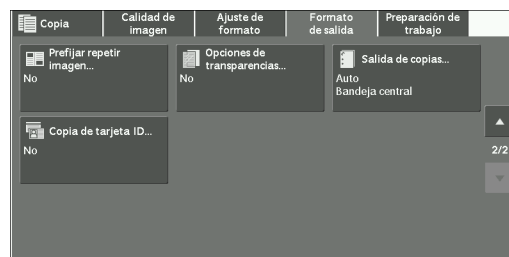 Copia
Calidad de
imagen
Ajuste de
formato
Formato
de salida
Preparación de
trabajo
Prefijar repetir
imagen...
No
Opciones de
transparencias...
No
Salida de copias...
Auto
Bandeja central
2/2
Copia de tarjeta ID...
No